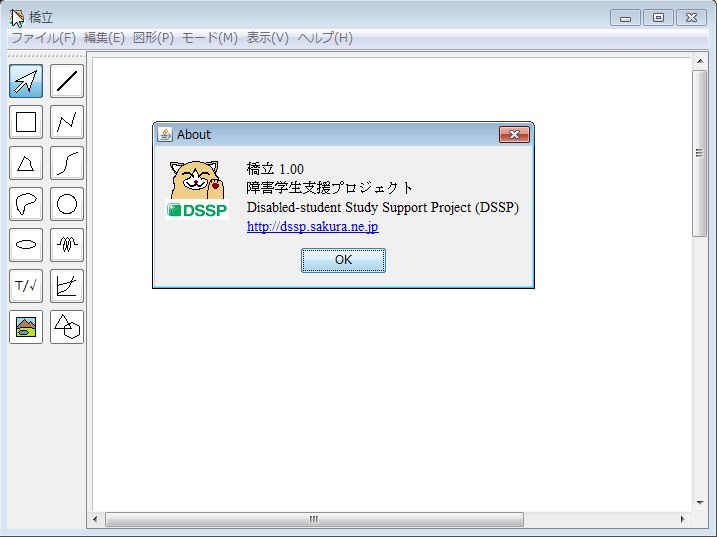 橋立
ファイル(F) 編集(E) 図形(P) モード(M) 表示(V) ヘルプ(H)
T/√
About
橋立 1.00
障害学生支援プロジェクト
DSSP
Disabled-student Study Support Project (DSSP)
http://dssp.sakura.ne.jp
OK